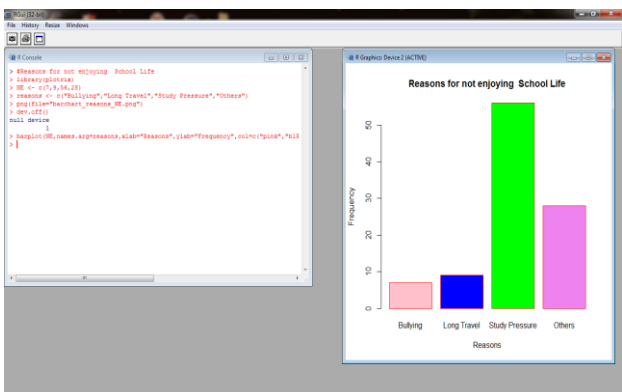 RGui (32-bit)
File History Resize Windows
R Console
> #Reasons for not enjoying  School Life
> library(plotrix)
> NE <- c(7,9,56,28)
> reasons <- c("Bullying","Long Travel","Study Pressure","Others")
> png(file="barchart_reasons_NE.png")
> dev.off()
null device
1
> barplot(NE,names.arg=reasons,xlab="Reasons",ylab="Frequency",col=c("pink","bl
>
R Graphics: Device 2 (ACTIVE)
Reasons for not enjoying  School Life
Frequency
50
40
30
20
10
0
Bullying Long Travel Study Pressure Others
Reasons